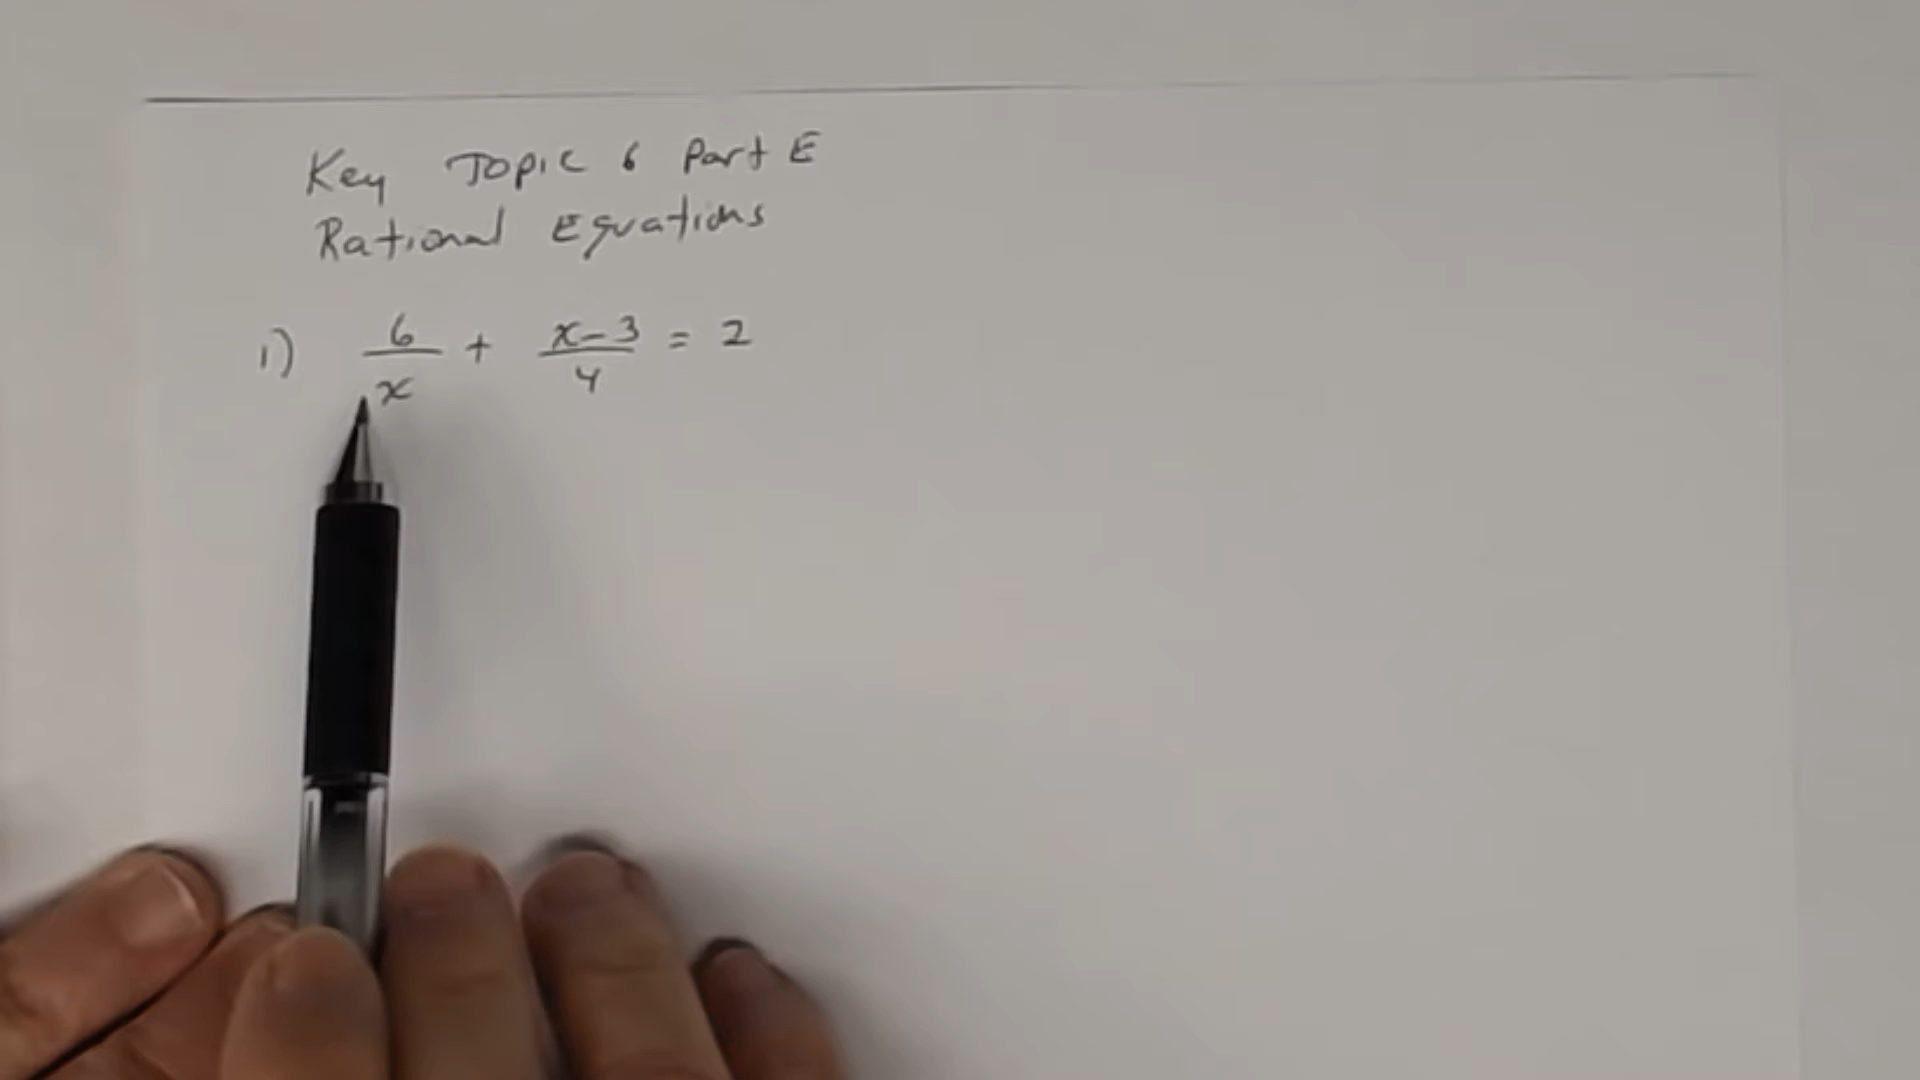 Key Topic 6 Part E
Rational Equations
1) 6/x + x-3/4 = 2